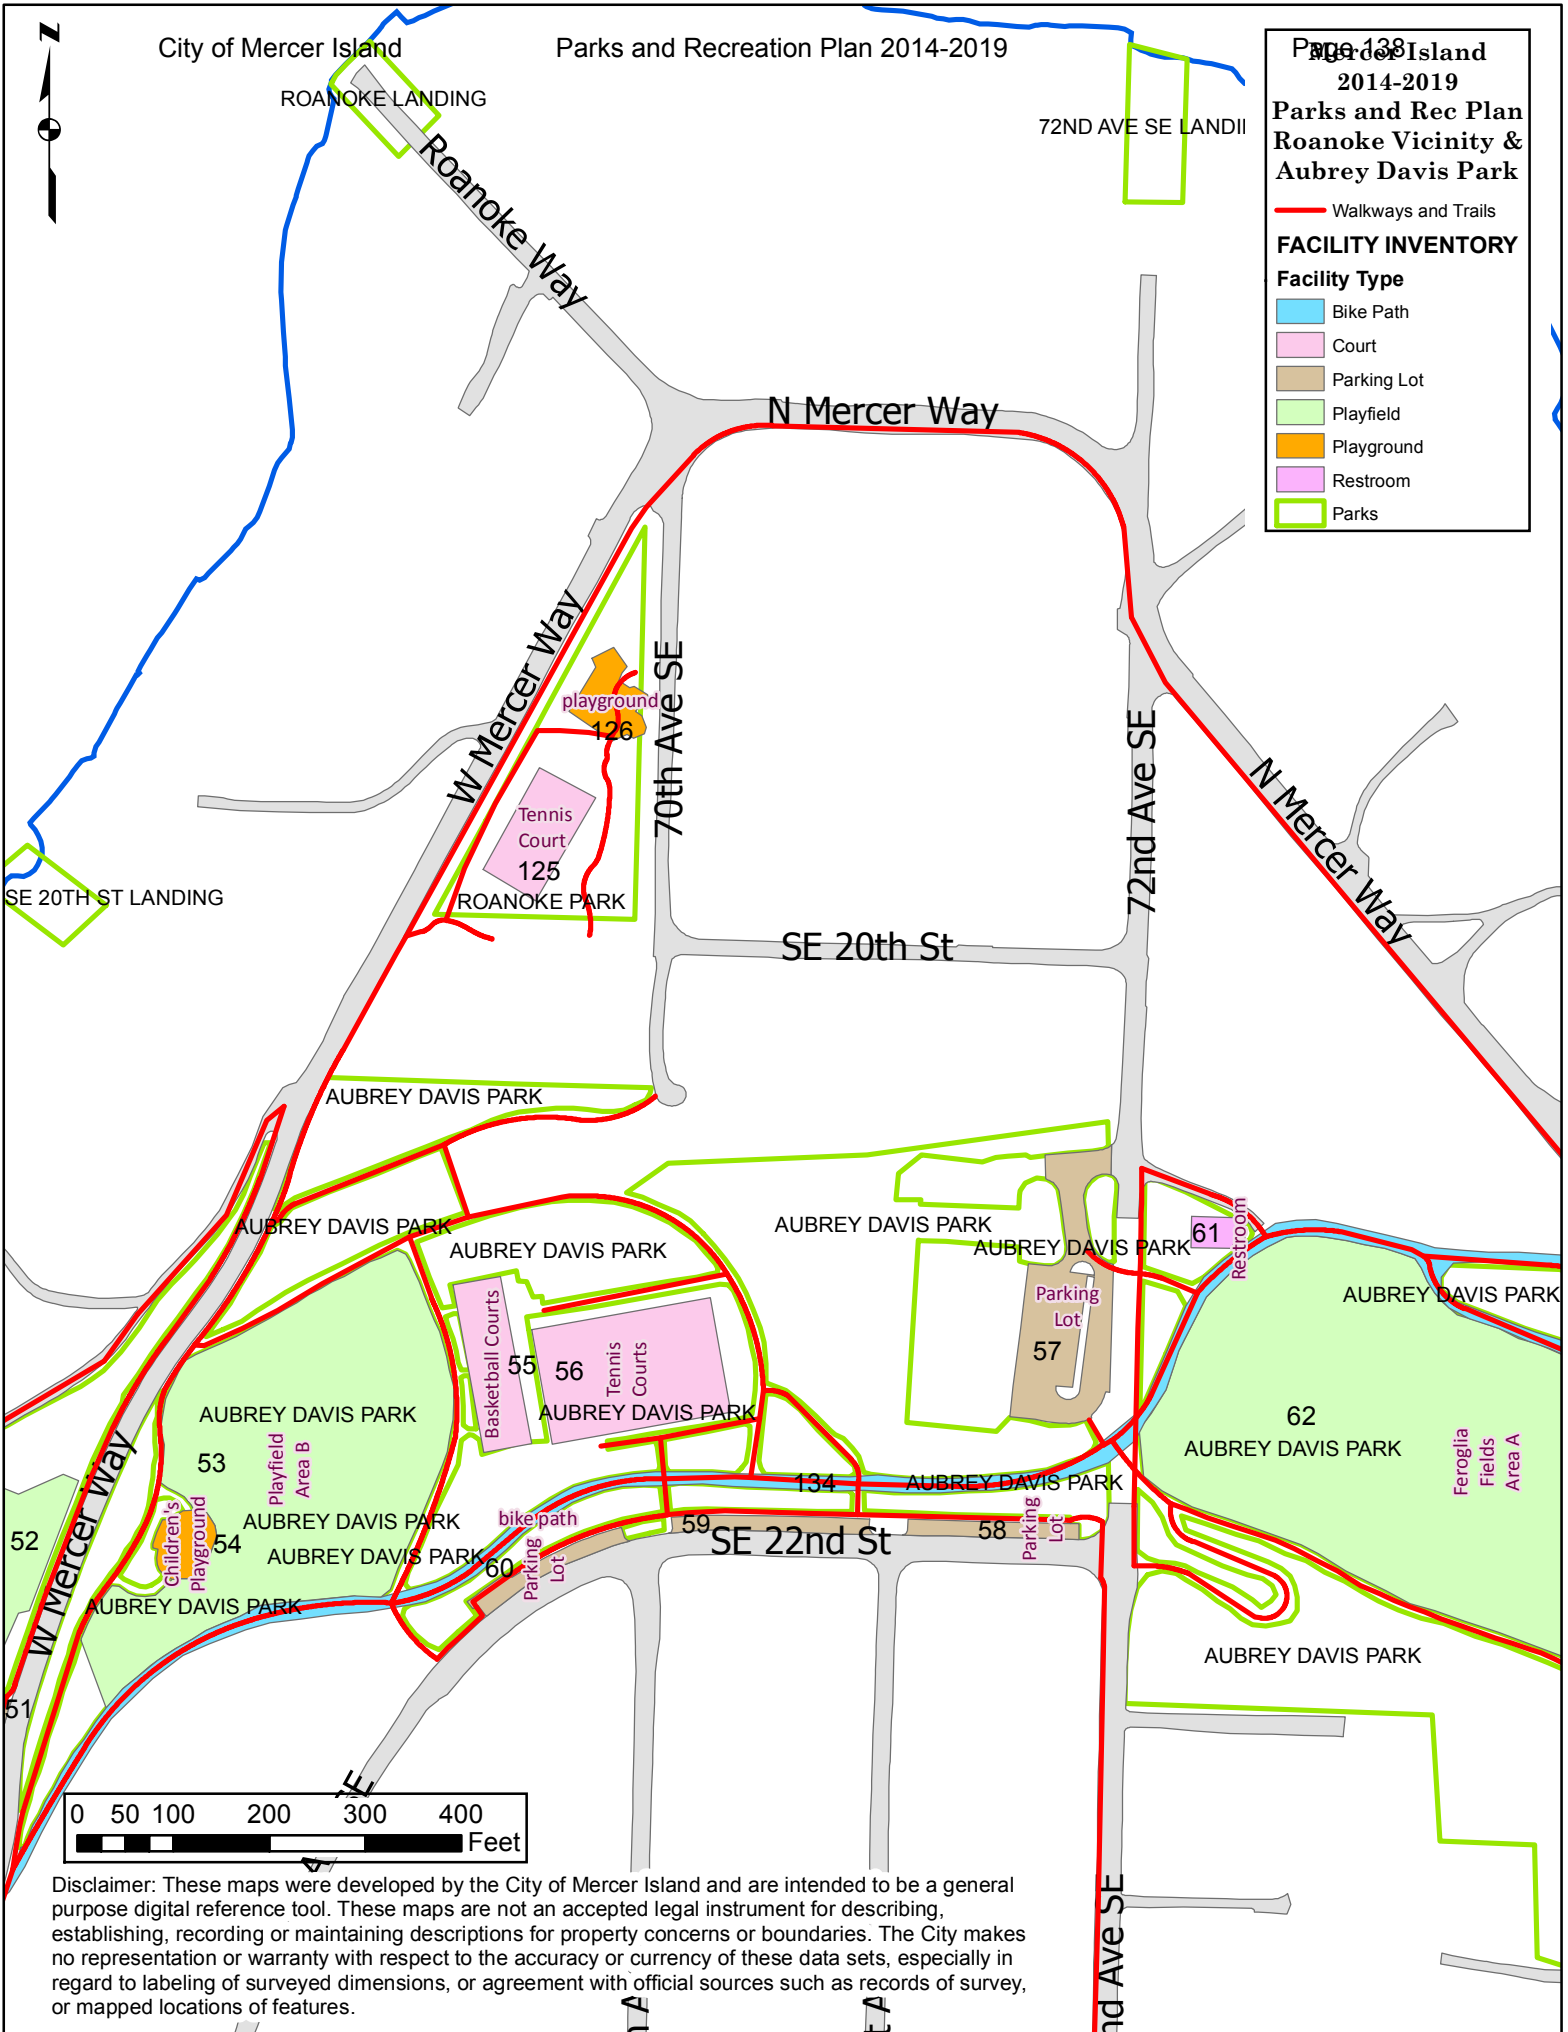 City of Mercer Island
Parks and Recreation Plan 2014-2019
Page 138
Mercer Island
2014-2019
Parks and Rec Plan
Roanoke Vicinity &
Aubrey Davis Park
Walkways and Trails
FACILITY INVENTORY
Facility Type
Bike Path
Court
Parking Lot
Playfield
Playground
Restroom
Parks
ROANOKE LANDING
72ND AVE SE LANDI
Roanoke Way
N Mercer Way
W Mercer Way
70th Ave SE
playground
126
72nd Ave SE
N Mercer Way
Tennis
Court
125
ROANOKE PARK
SE 20TH ST LANDING
SE 20th St
AUBREY DAVIS PARK
AUBREY DAVIS PARK
AUBREY DAVIS PARK
AUBREY DAVIS PARK
AUBREY DAVIS PARK
61
Restroom
AUBREY DAVIS PARK
Parking
Lot
57
Basketball Courts
55
56
Tennis
Courts
AUBREY DAVIS PARK
AUBREY DAVIS PARK
53
Playfield
Area B
62
AUBREY DAVIS PARK
Feroglia
Fields
Area A
134
AUBREY DAVIS PARK
W Mercer Way
52
Children's
Playground
54
AUBREY DAVIS PARK
AUBREY DAVIS PARK
bike path
60
Parking
Lot
59
SE 22nd St
58
Parking
Lot
AUBREY DAVIS PARK
AUBREY DAVIS PARK
51
0 50 100 200 300 400
Feet
nd Ave SE
Disclaimer: These maps were developed by the City of Mercer Island and are intended to be a general
purpose digital reference tool. These maps are not an accepted legal instrument for describing,
establishing, recording or maintaining descriptions for property concerns or boundaries. The City makes
no representation or warranty with respect to the accuracy or currency of these data sets, especially in
regard to labeling of surveyed dimensions, or agreement with official sources such as records of survey,
or mapped locations of features.